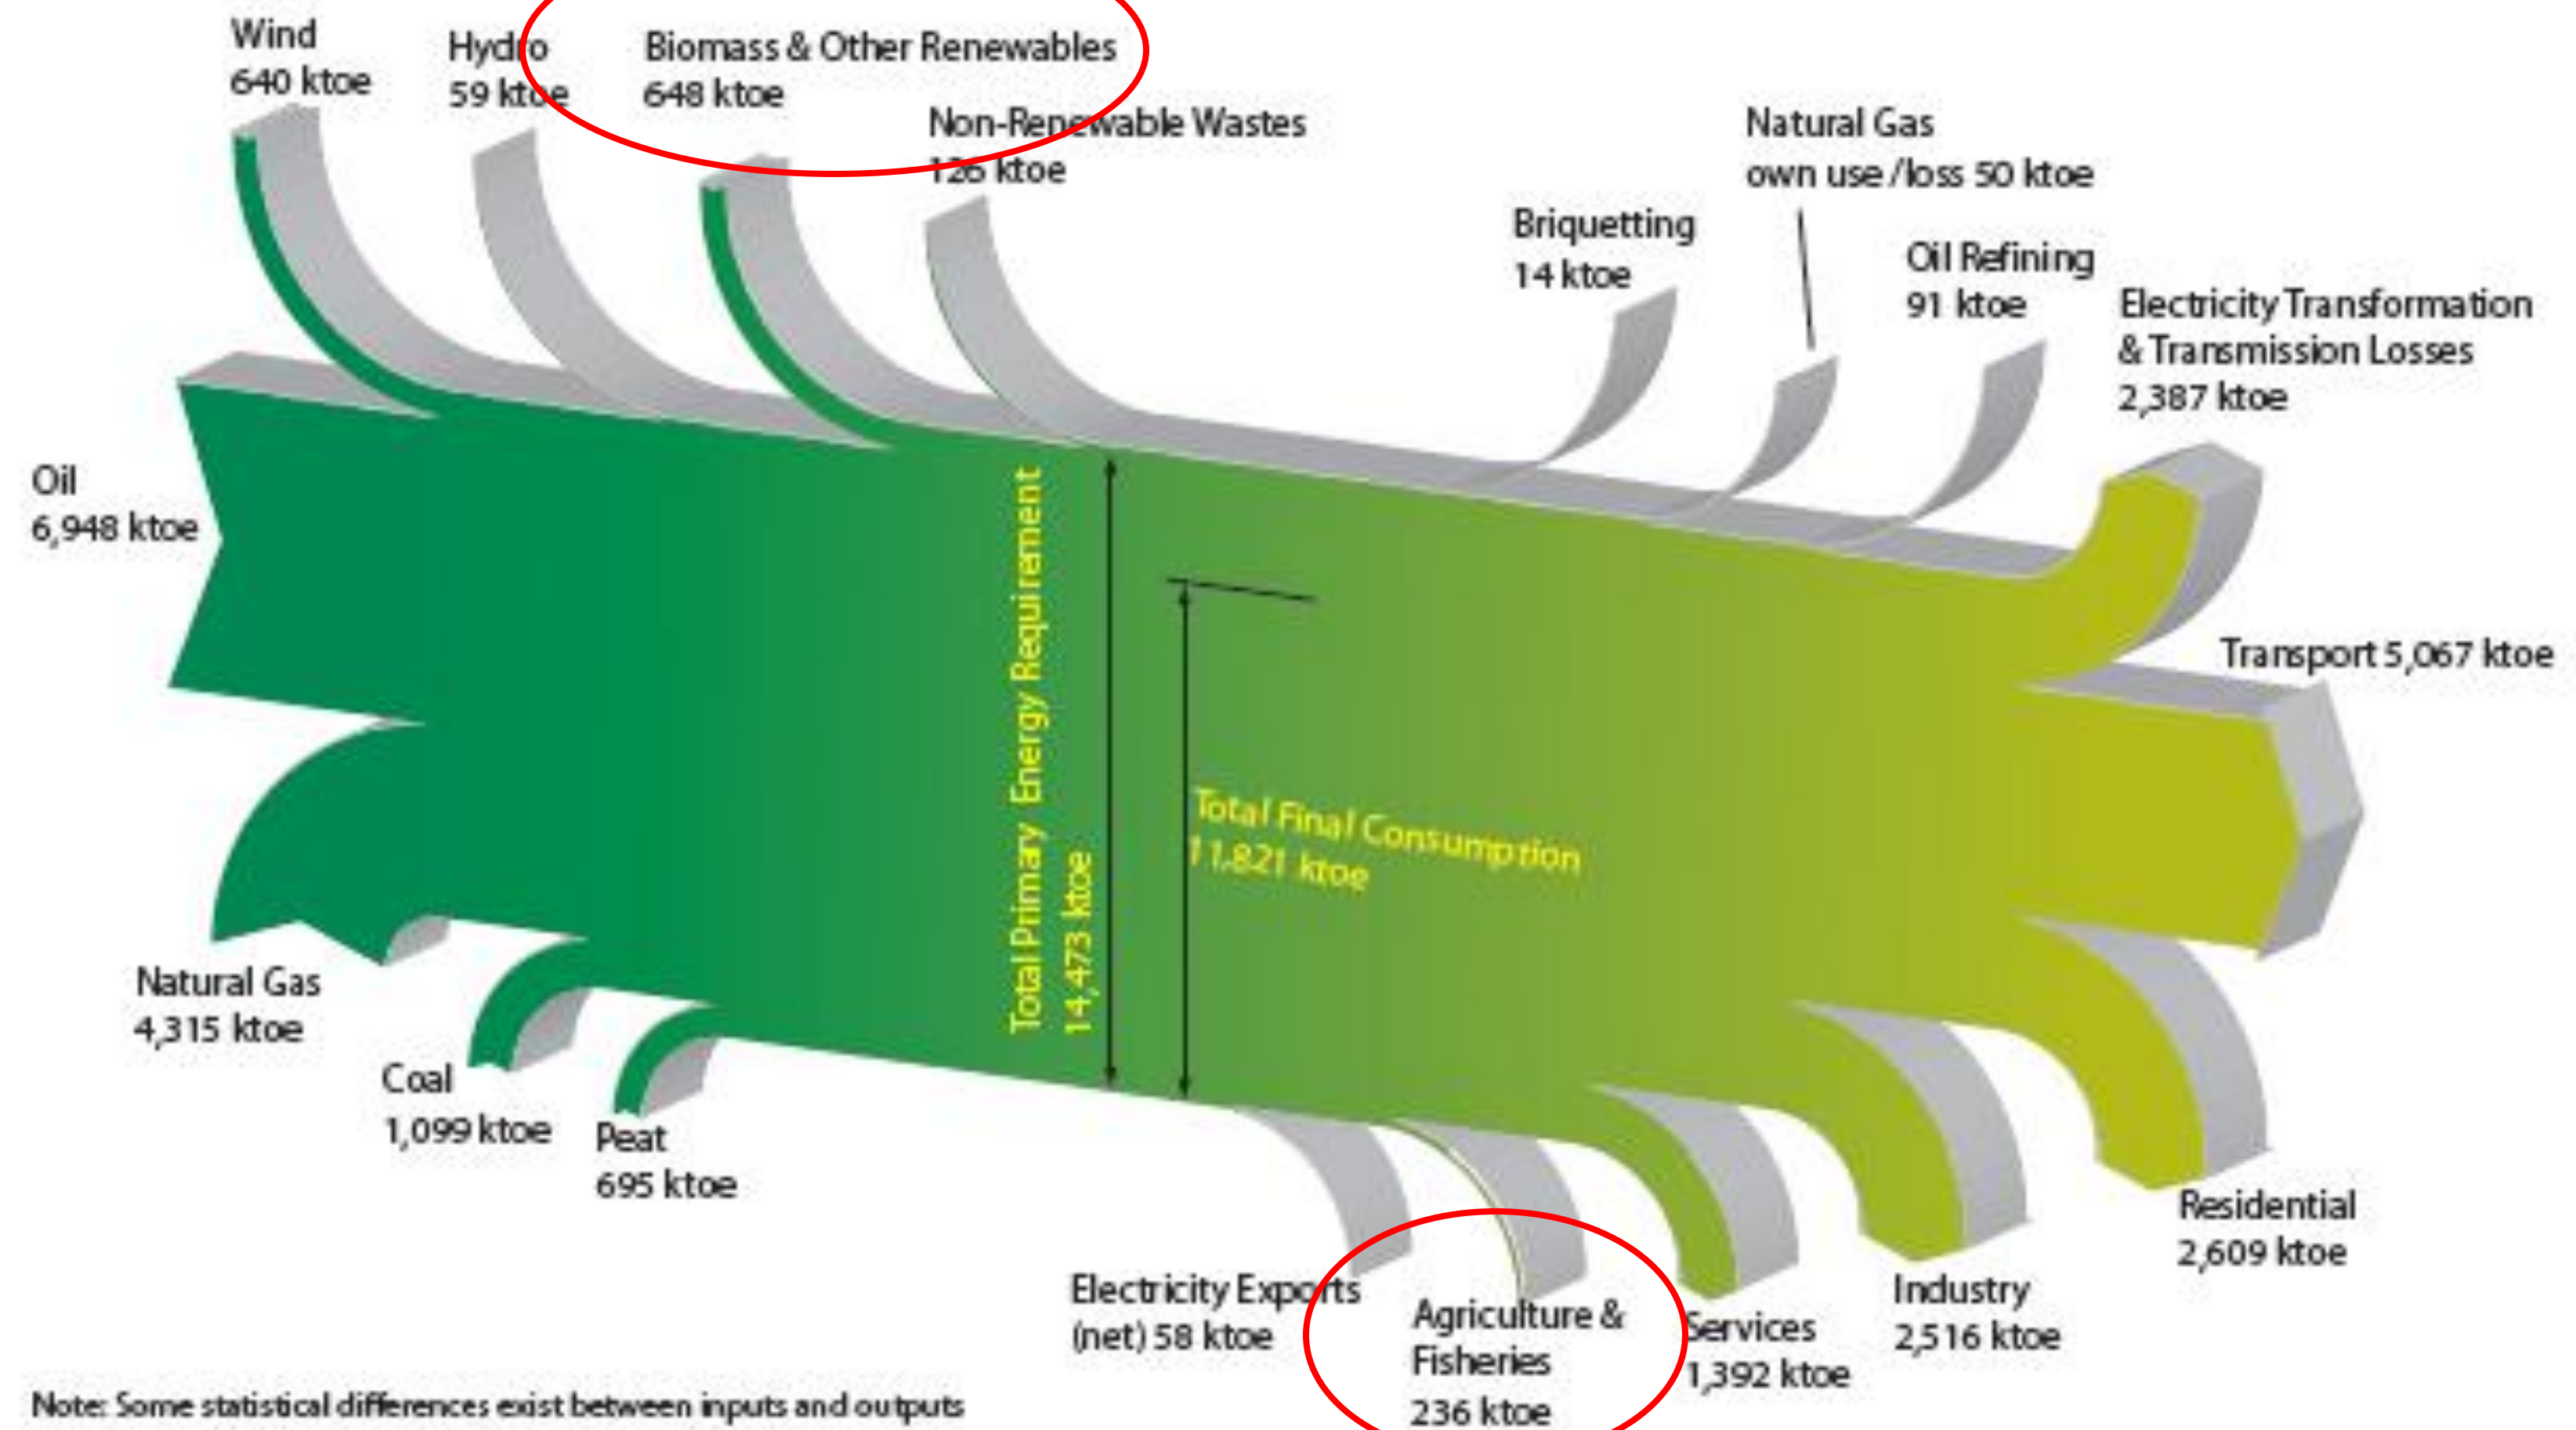 Wind
640 ktoe
Hydro
59 ktoe
Biomass & Other Renewables
648 ktoe
Non-Renewable Wastes
126 ktoe
Natural Gas
own use/loss 50 ktoe
Briquetting
14 ktoe
Oil Refining
91 ktoe
Electricity Transformation
& Transmission Losses
2,387 ktoe
Oil
6,948 ktoe
Transport 5,067 ktoe
Total Primary Energy Requirement
14,473 ktoe
Total Final Consumption
11,821 ktoe
Natural Gas
4,315 ktoe
Coal
1,099 ktoe
Peat
695 ktoe
Electricity Exports
(net) 58 ktoe
Agriculture &
Fisheries
236 ktoe
Services
1,392 ktoe
Industry
2,516 ktoe
Residential
2,609 ktoe
Note: Some statistical differences exist between inputs and outputs